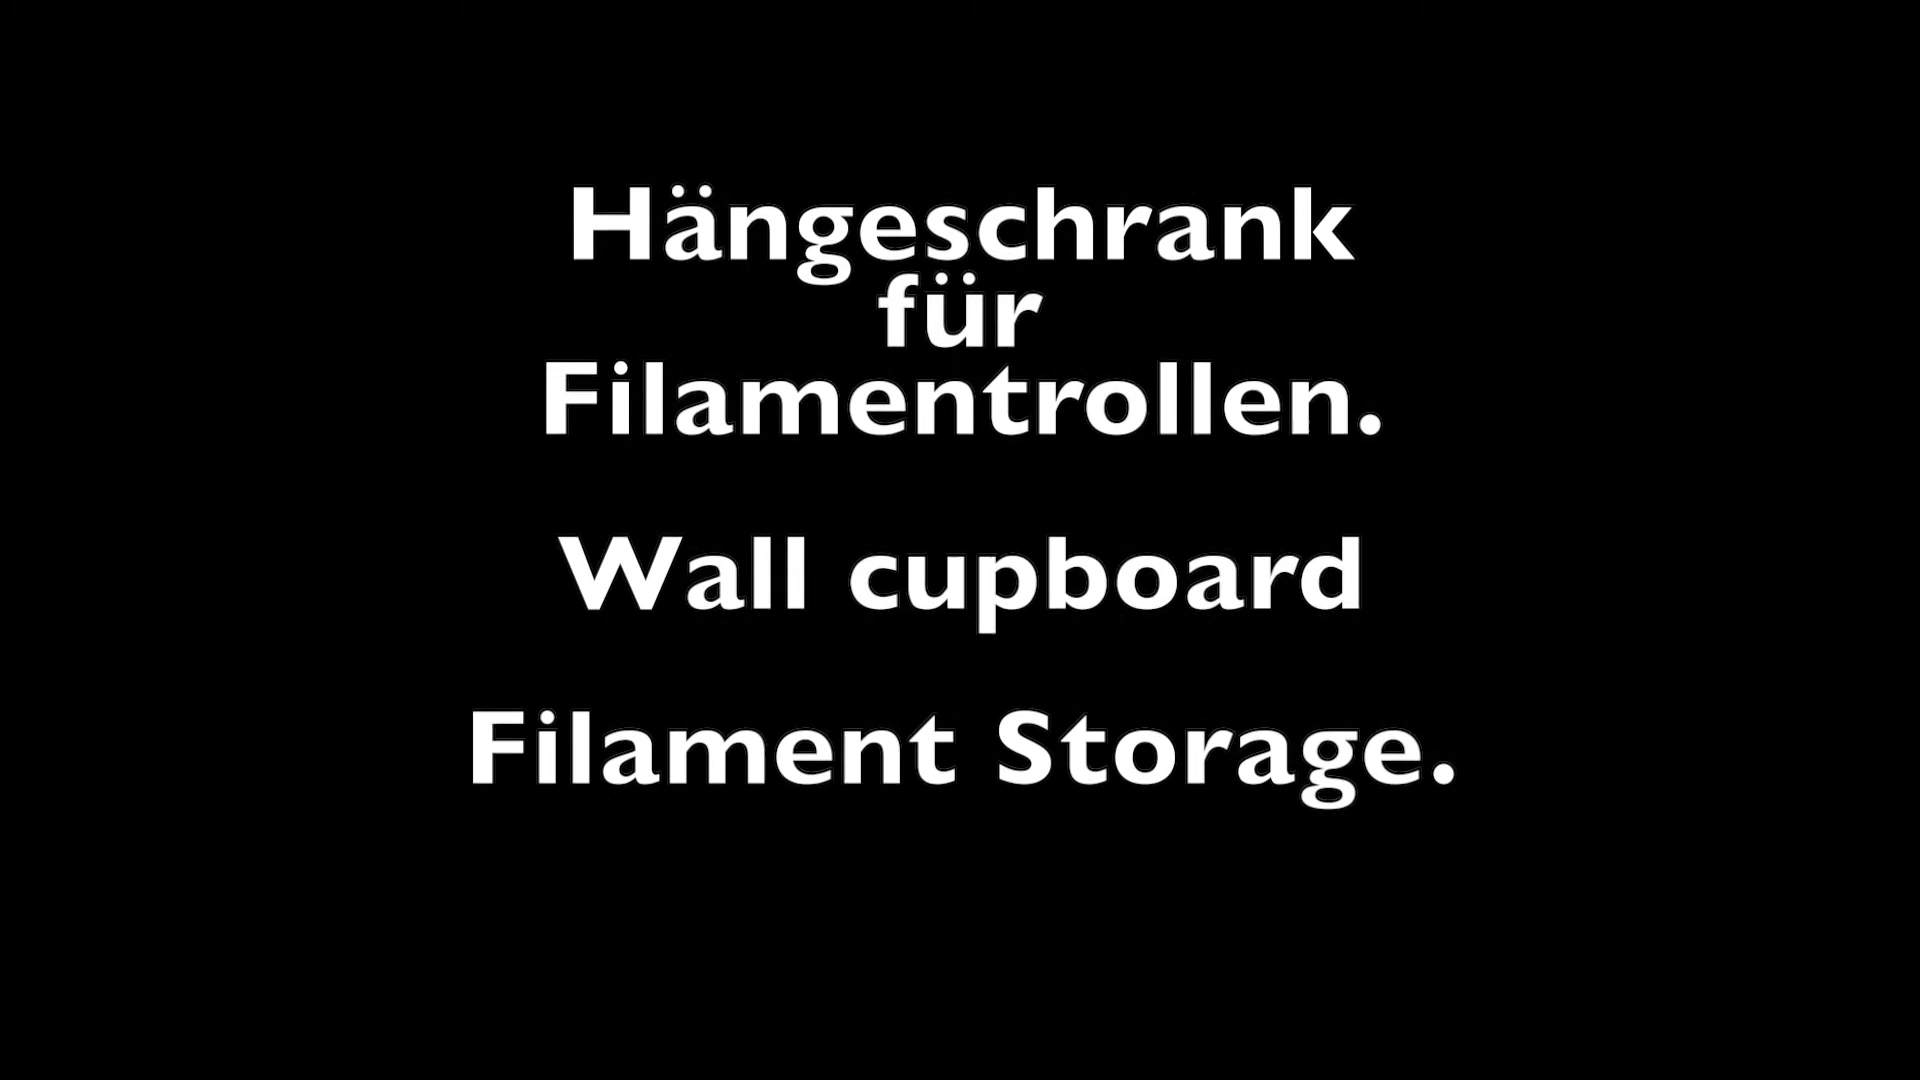 Hängeschrank
für
Filamentrollen.
Wall cupboard
Filament Storage.